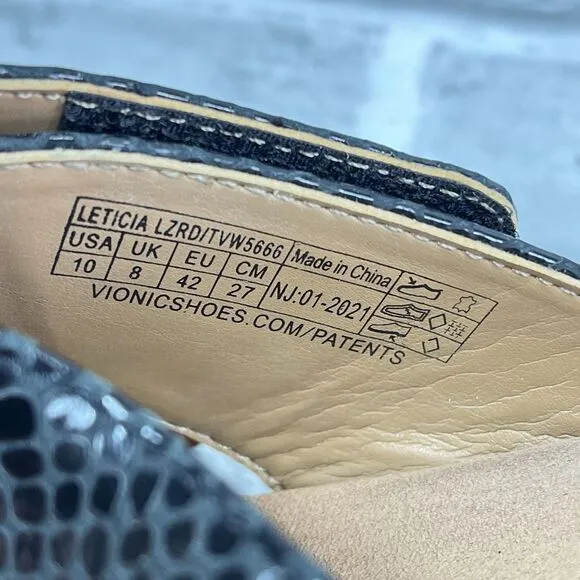 LETICIA LZRD/TVW5666 Made in China
USA UK EU CM NJ:01-2021
10 8 42 27
VIONICSHOES.COM/PATENTS